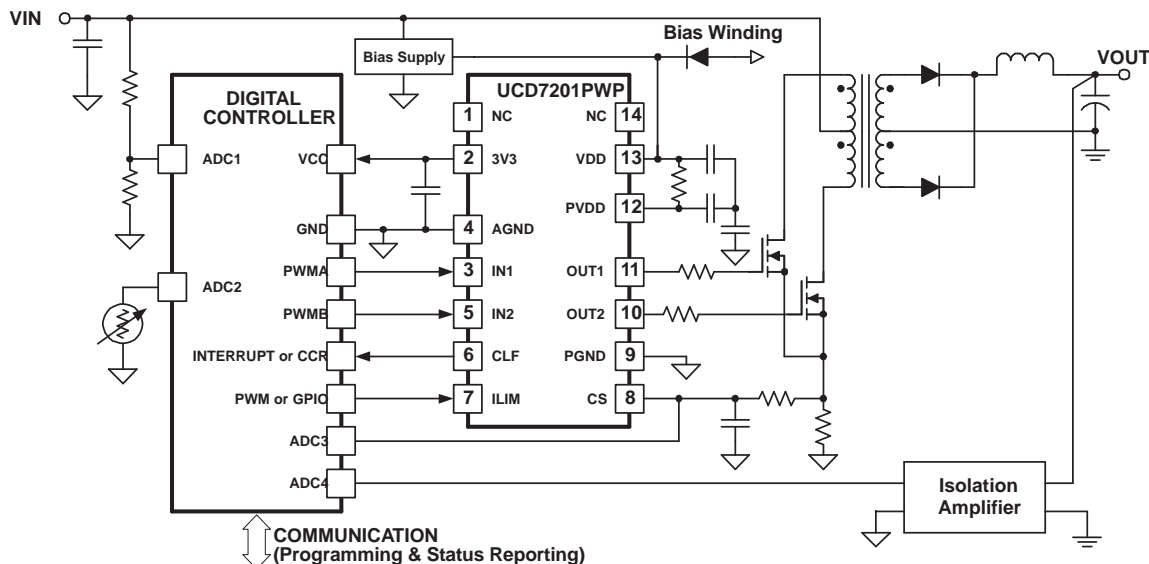 VIN
Bias Winding
VOUT
Bias Supply
DIGITAL
CONTROLLER
UCD7201PWP
1 NC
NC 14
ADC1
VCC
2 3V3
VDD 13
PVDD 12
GND
4 AGND
PWMA
3 IN1
OUT1 11
ADC2
PWMB
5 IN2
OUT2 10
INTERRUPT or CCR
6 CLF
PGND 9
PWM or GPIO
7 ILIM
CS 8
ADC3
ADC4
Isolation
Amplifier
COMMUNICATION
(Programming & Status Reporting)